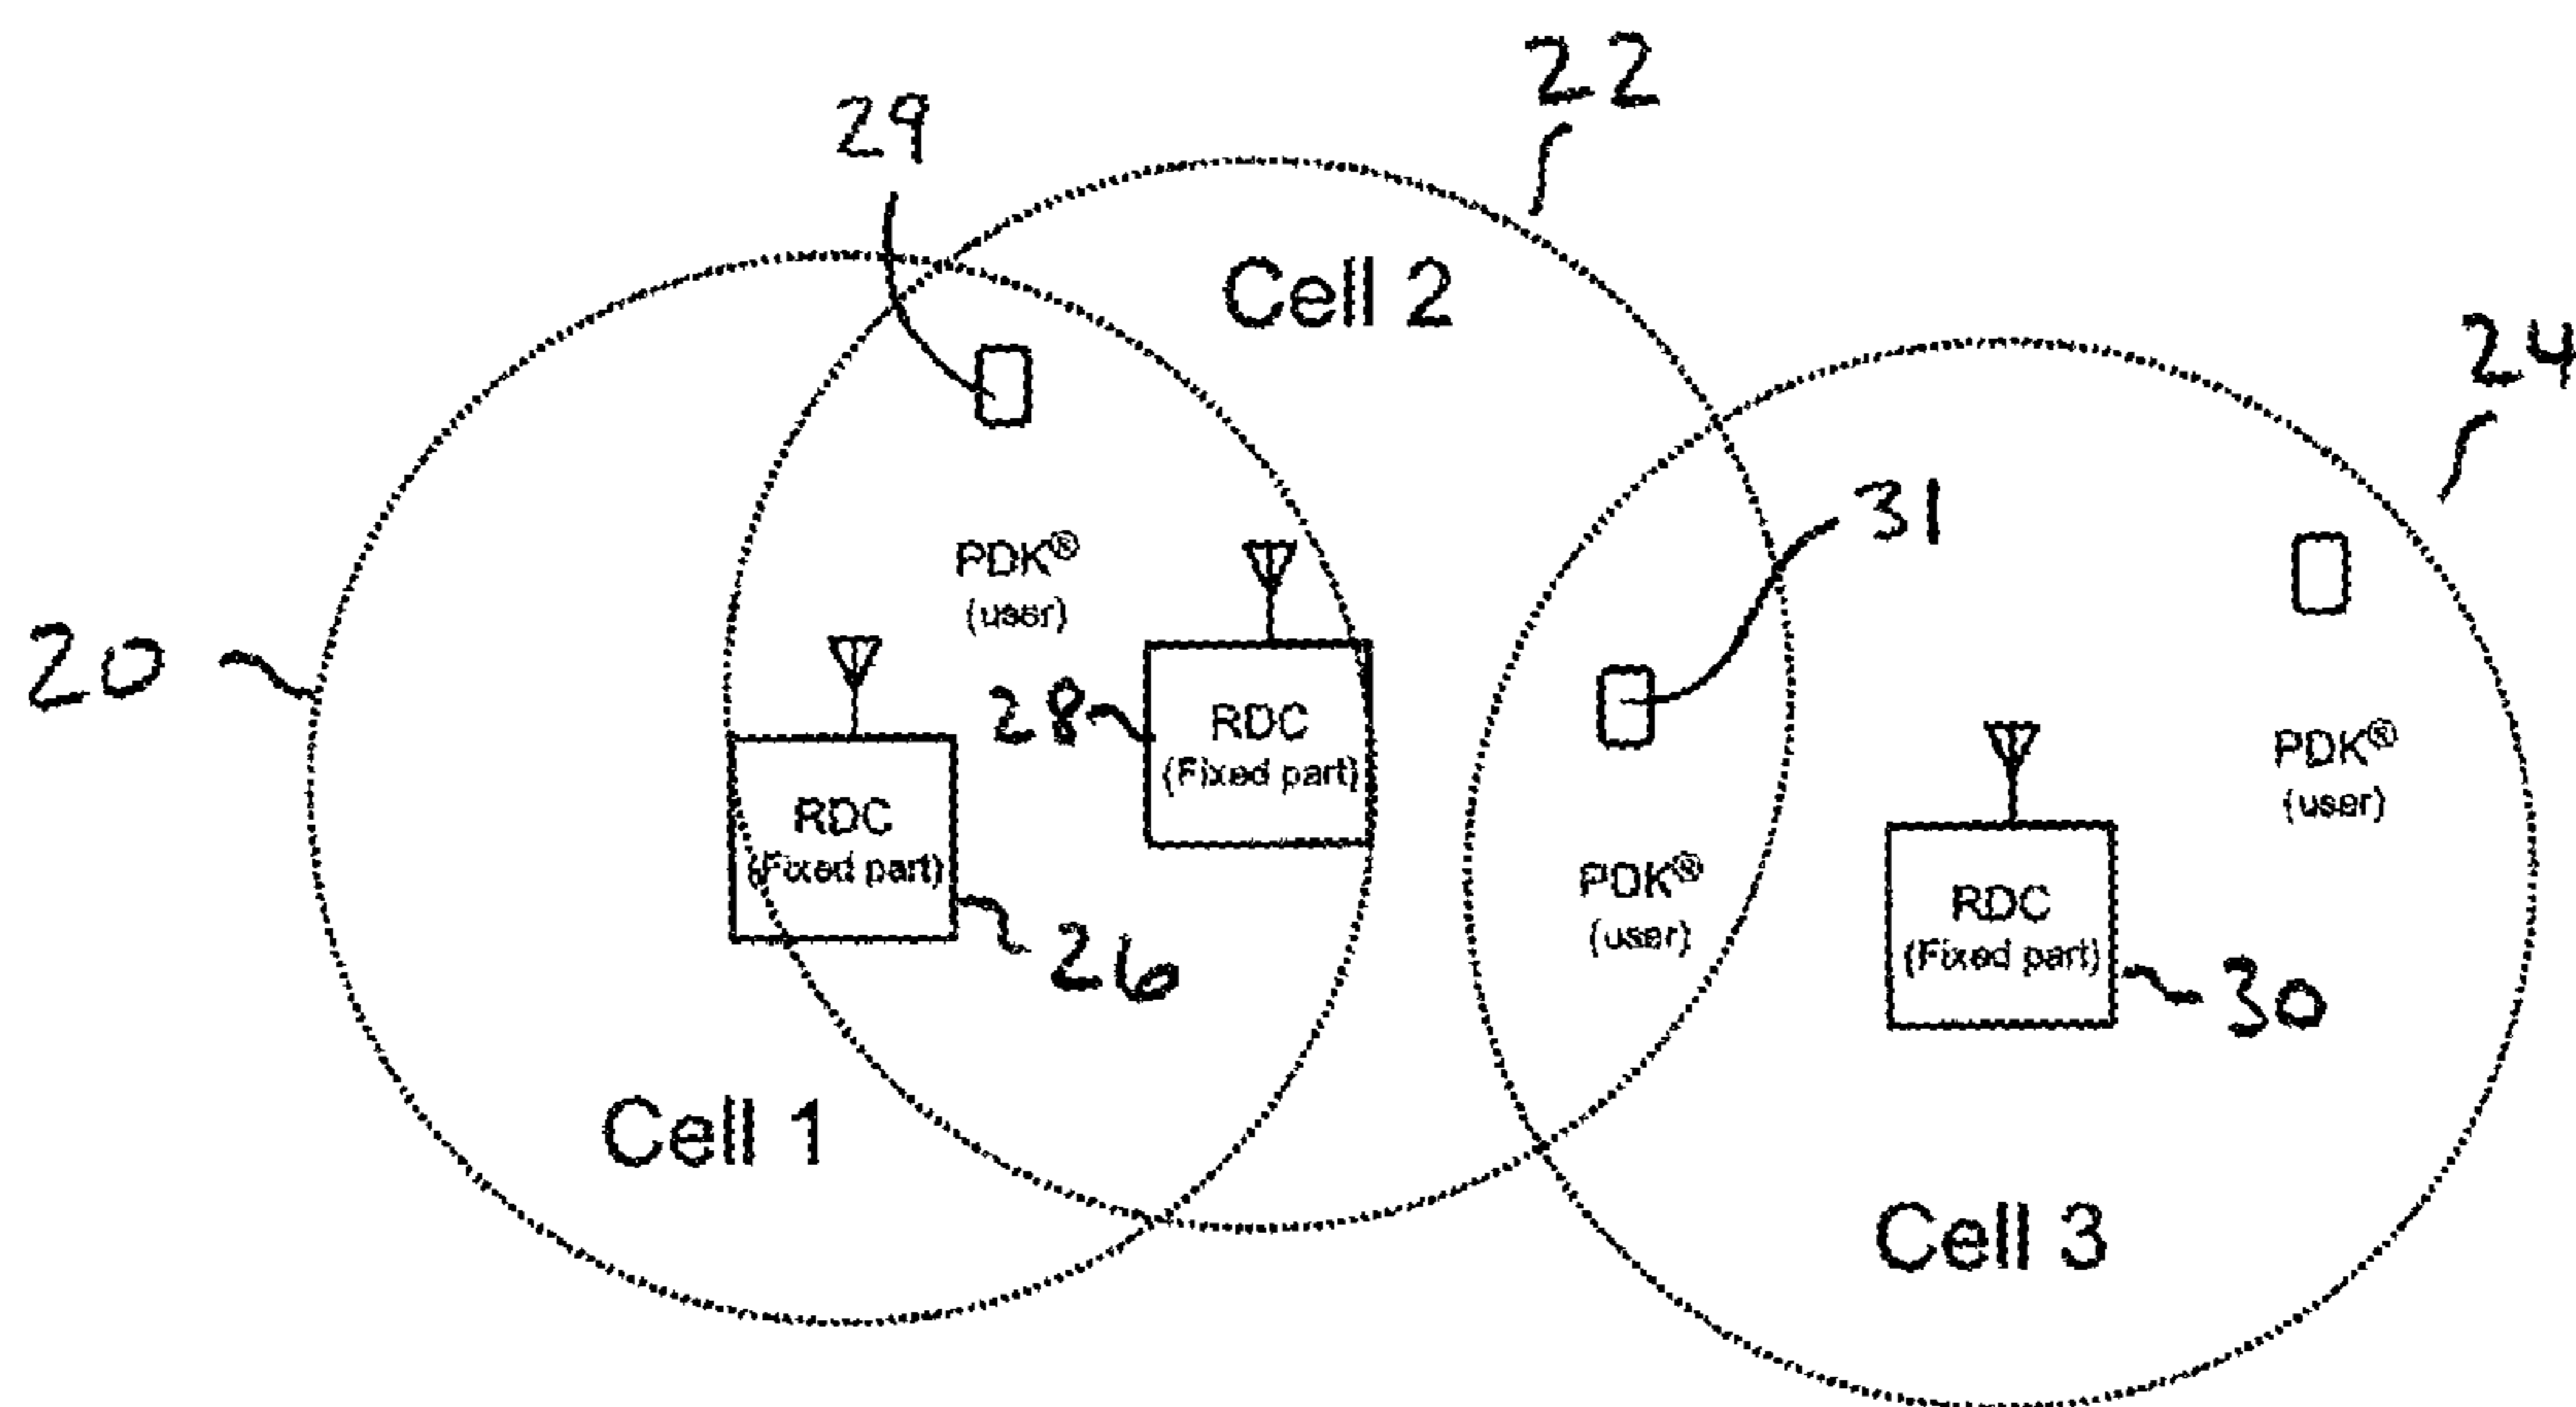 22
29
Cell 2
24
31
PDK®
(user)
20
28
RDC
(Fixed part)
PDK®
(user)
RDC
(Fixed part)
26
PDK®
(user)
RDC
(Fixed part)
30
Cell 1
Cell 3